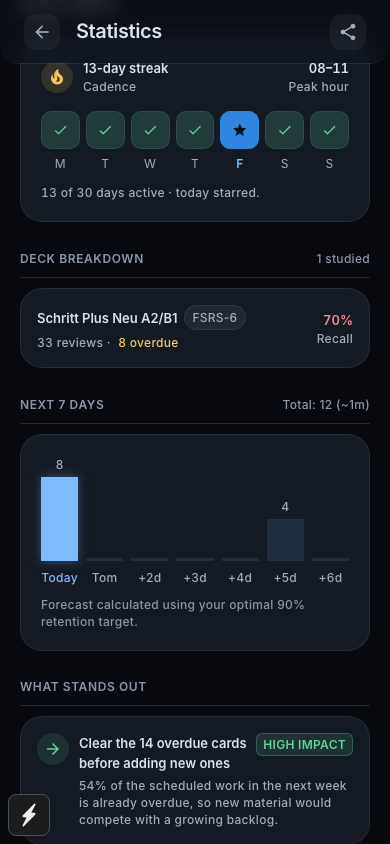 Statistics
13-day streak 08–11
Cadence Peak hour
M T W T F S S
13 of 30 days active · today starred.
DECK BREAKDOWN 1 studied
Schritt Plus Neu A2/B1 FSRS-6 70%
33 reviews · 8 overdue Recall
NEXT 7 DAYS Total: 12 (~1m)
8
4
Today Tom +2d +3d +4d +5d +6d
Forecast calculated using your optimal 90%
retention target.
WHAT STANDS OUT
Clear the 14 overdue cards HIGH IMPACT
before adding new ones
54% of the scheduled work in the next week
is already overdue, so new material would
compete with a growing backlog.